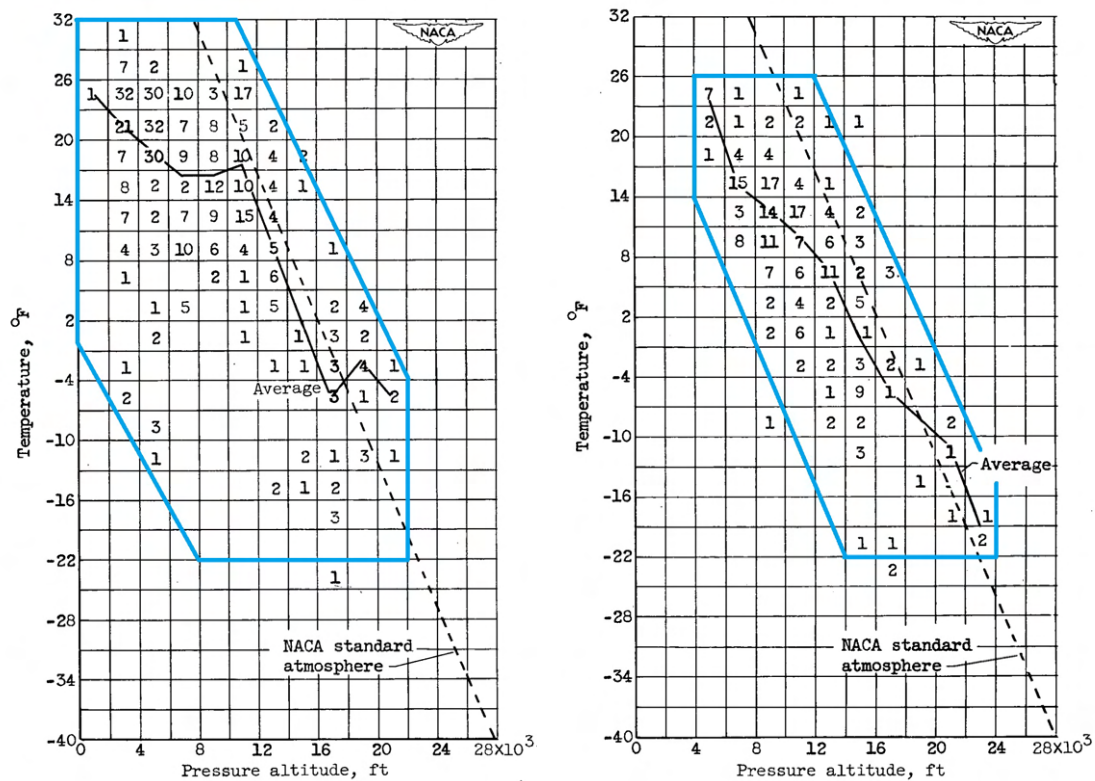 NACA
32
1
7 2 1
26
1 32 30 10 3 17
21 32 7 8 5 2
20
7 30 9 8 10 4 2
8 2 2 12 10 4 1
14
7 2 7 9 15 4
4 3 10 6 4 5 1
8
1 2 1 6
1 5 1 5 2 4
2
2 1 1 3 2
1 1 1 3 4 1
-4
Average 3 1 2
2
3
-10
1 2 1 3 1
2 1 2
-16
3
-22
1
-28
NACA standard
atmosphere
-34
-40
0 4 8 12 16 20 24 28×10³
Pressure altitude, ft
Temperature, °F
NACA
32
26
7 1 1
2 1 2 2 1 1
20
1 4 4
15 17 4 1
14
3 14 17 4 2
8 11 7 6 3
8
7 6 11 2 3
2 4 2 5
2
2 6 1 1
2 2 3 2 1
-4
1 9 1
1 2 2 2
-10
3 1
Average
1
-16
1 1
1 1 2
-22
2
-28
NACA standard
atmosphere
-34
-40
0 4 8 12 16 20 24 28×10³
Pressure altitude, ft
Temperature, °F